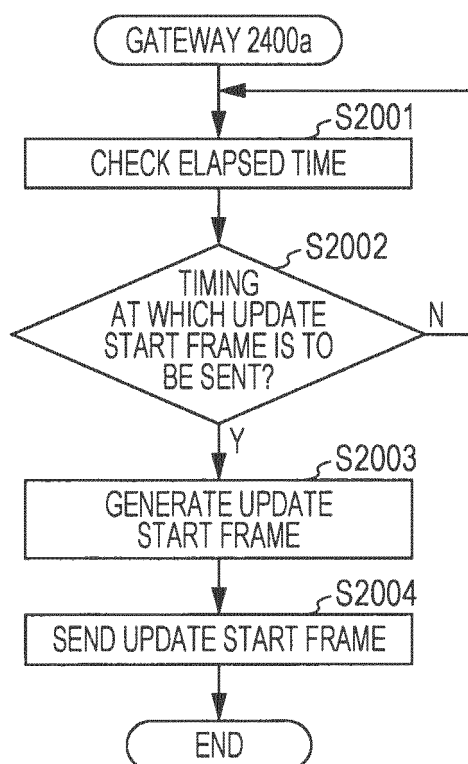 GATEWAY 2400a
S2001
CHECK ELAPSED TIME
S2002
TIMING
AT WHICH UPDATE
START FRAME IS TO
BE SENT?
N
Y
S2003
GENERATE UPDATE
START FRAME
S2004
SEND UPDATE START FRAME
END